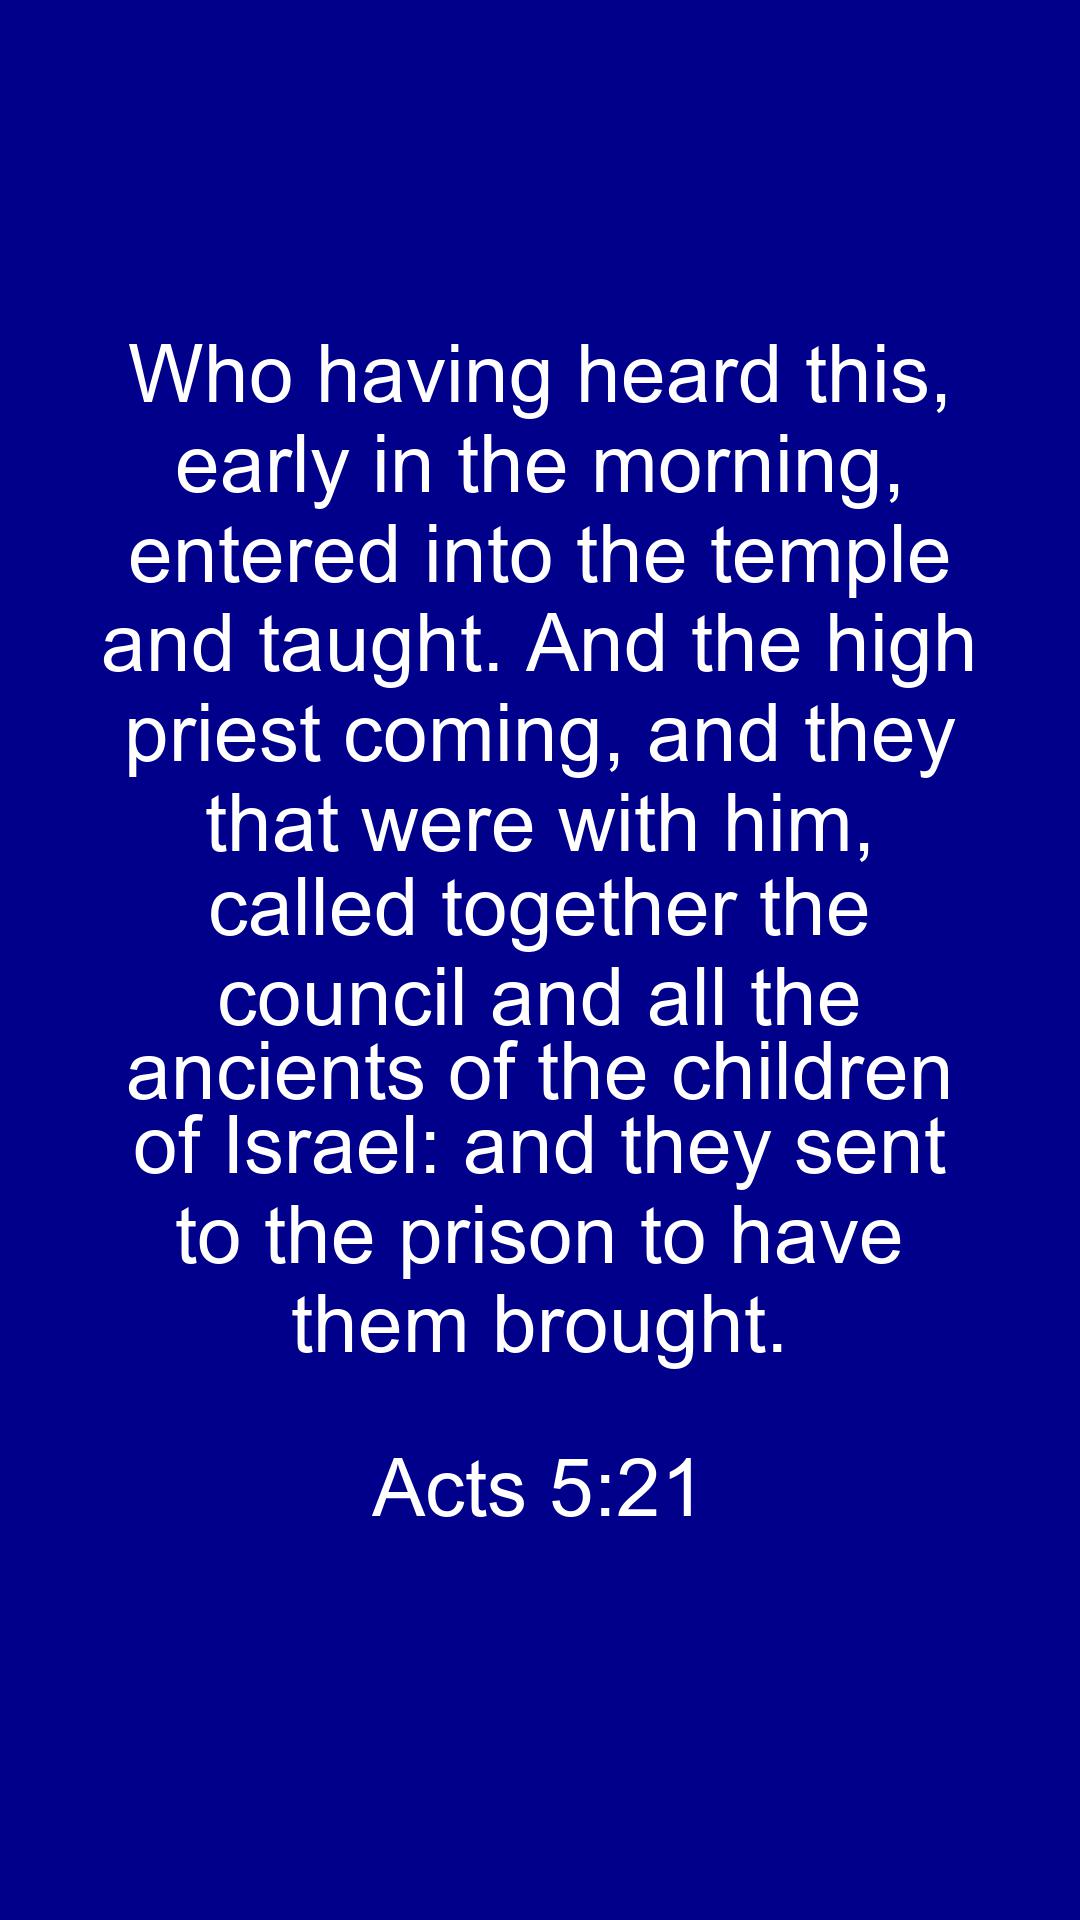 Who having heard this,
early in the morning,
entered into the temple
and taught. And the high
priest coming, and they
that were with him,
called together the
council and all the
ancients of the children
of Israel: and they sent
to the prison to have
them brought.
Acts 5:21